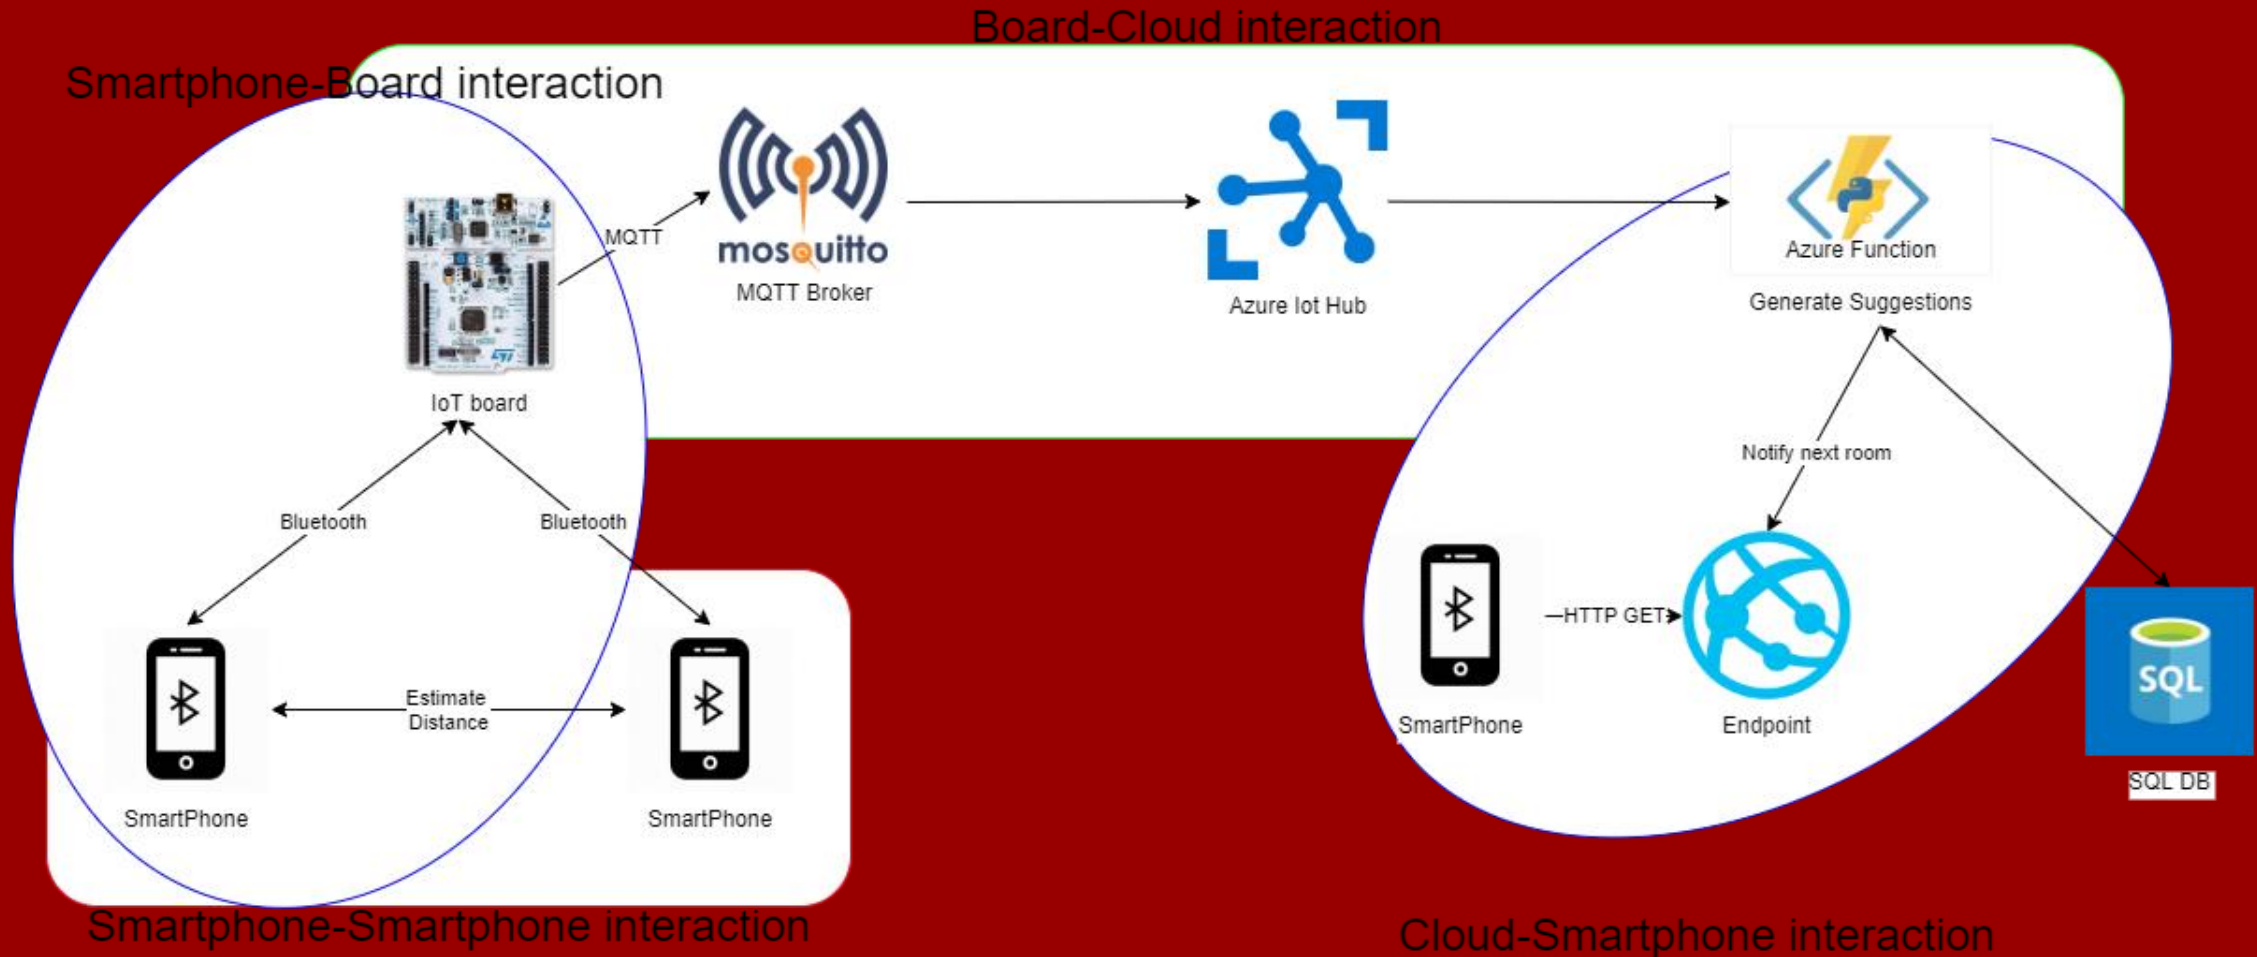 Board-Cloud interaction
Smartphone-Board interaction
MQTT
mosquitto
MQTT Broker
Azure Iot Hub
Azure Function
Generate Suggestions
IoT board
Notify next room
Bluetooth
Bluetooth
HTTP GET
Estimate
Distance
SmartPhone
SmartPhone
SmartPhone
Endpoint
SQL
SQL DB
Smartphone-Smartphone interaction
Cloud-Smartphone interaction